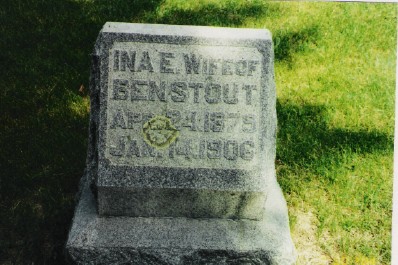 INA E. WIFE OF
BEN STOUT
APR. 24. 1879
JAN. 14. 1906